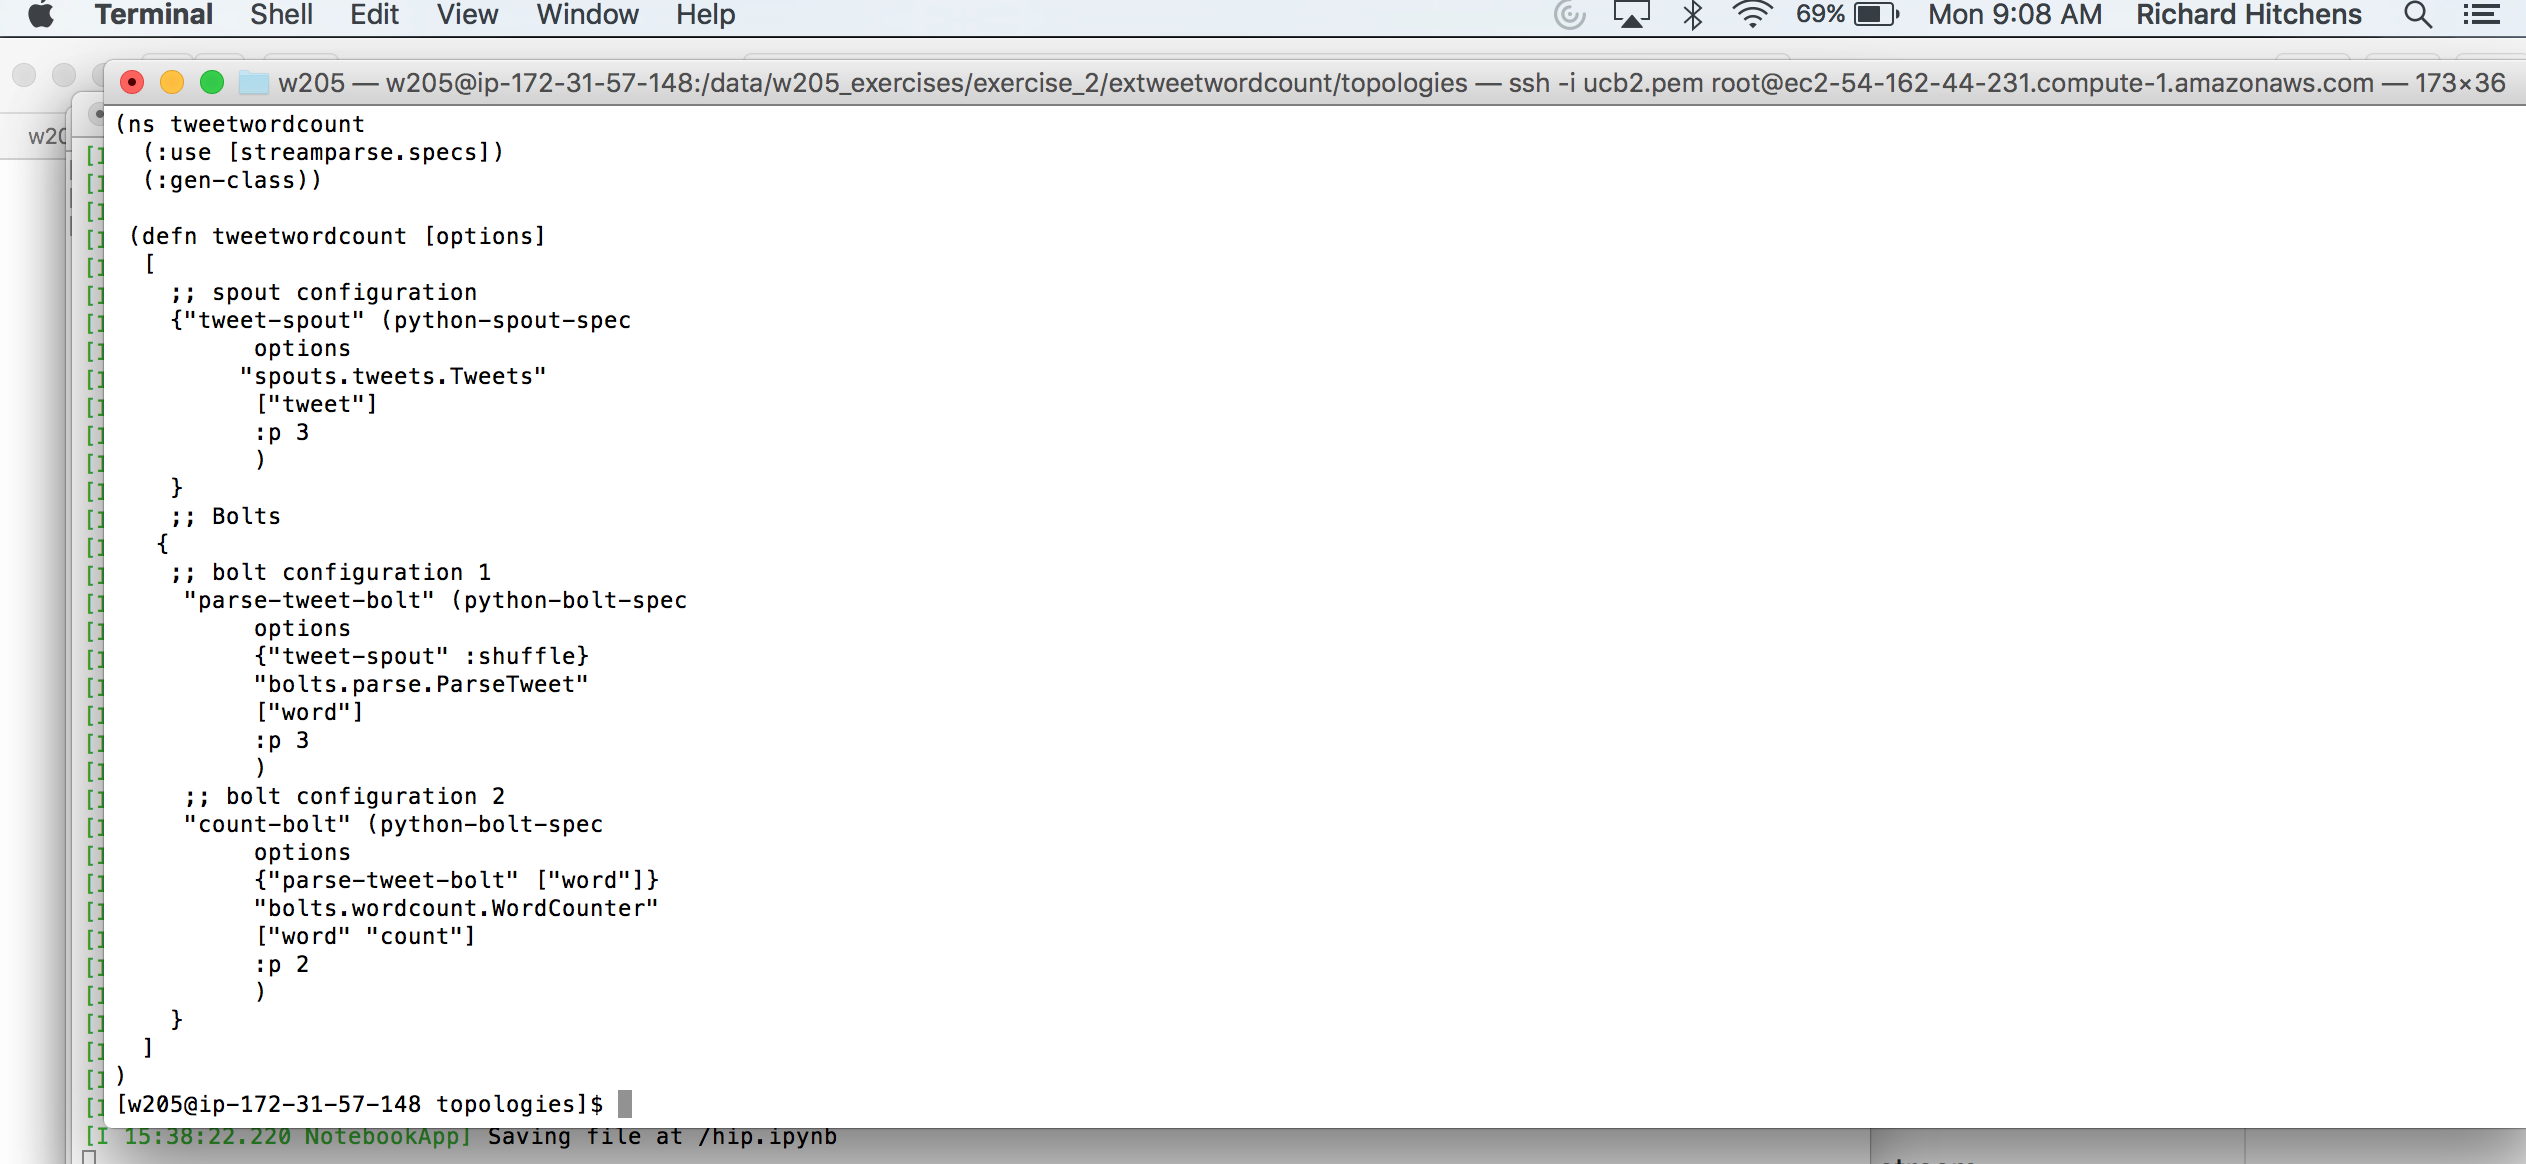 Terminal Shell Edit View Window Help 69% Mon 9:08 AM Richard Hitchens
w205 — w205@ip-172-31-57-148:/data/w205_exercises/exercise_2/extweetwordcount/topologies — ssh -i ucb2.pem root@ec2-54-162-44-231.compute-1.amazonaws.com — 173×36
(ns tweetwordcount
  (:use [streamparse.specs])
  (:gen-class))
 (defn tweetwordcount [options]
  [
    ;; spout configuration
    {"tweet-spout" (python-spout-spec
          options
         "spouts.tweets.Tweets"
          ["tweet"]
          :p 3
          )
    }
    ;; Bolts
   {
    ;; bolt configuration 1
     "parse-tweet-bolt" (python-bolt-spec
          options
          {"tweet-spout" :shuffle}
          "bolts.parse.ParseTweet"
          ["word"]
          :p 3
          )
     ;; bolt configuration 2
     "count-bolt" (python-bolt-spec
          options
          {"parse-tweet-bolt" ["word"]}
          "bolts.wordcount.WordCounter"
          ["word" "count"]
          :p 2
          )
    }
  ]
)
[w205@ip-172-31-57-148 topologies]$
[I 15:38:22.220 NotebookApp] Saving file at /hip.ipynb